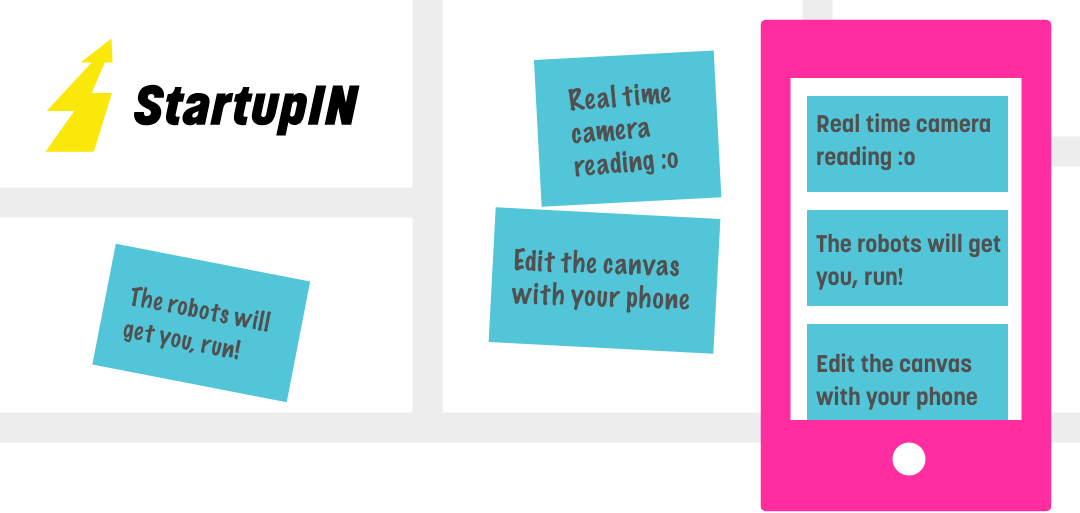 StartupIN
The robots will
get you, run!
Real time
camera
reading :o
Edit the canvas
with your phone
Real time camera
reading :o
The robots will get
you, run!
Edit the canvas
with your phone